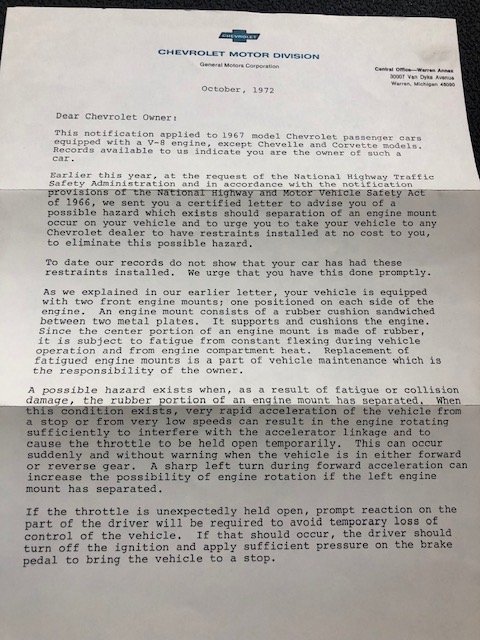 CHEVROLET
CHEVROLET MOTOR DIVISION
General Motors Corporation
Central Office—Warren Annex
30007 Van Dyke Avenue
Warren, Michigan 48090
October, 1972
Dear Chevrolet Owner:
This notification applied to 1967 model Chevrolet passenger cars
equipped with a V-8 engine, except Chevelle and Corvette models.
Records available to us indicate you are the owner of such a
car.
Earlier this year, at the request of the National Highway Traffic
Safety Administration and in accordance with the notification
provisions of the National Highway and Motor Vehicle Safety Act
of 1966, we sent you a certified letter to advise you of a
possible hazard which exists should separation of an engine mount
occur on your vehicle and to urge you to take your vehicle to any
Chevrolet dealer to have restraints installed at no cost to you,
to eliminate this possible hazard.
To date our records do not show that your car has had these
restraints installed. We urge that you have this done promptly.
As we explained in our earlier letter, your vehicle is equipped
with two front engine mounts; one positioned on each side of the
engine. An engine mount consists of a rubber cushion sandwiched
between two metal plates. It supports and cushions the engine.
Since the center portion of an engine mount is made of rubber,
it is subject to fatigue from constant flexing during vehicle
operation and from engine compartment heat. Replacement of
fatigued engine mounts is a part of vehicle maintenance which is
the responsibility of the owner.
A possible hazard exists when, as a result of fatigue or collision
damage, the rubber portion of an engine mount has separated. When
this condition exists, very rapid acceleration of the vehicle from
a stop or from very low speeds can result in the engine rotating
sufficiently to interfere with the accelerator linkage and to
cause the throttle to be held open temporarily. This can occur
suddenly and without warning when the vehicle is in either forward
or reverse gear. A sharp left turn during forward acceleration can
increase the possibility of engine rotation if the left engine
mount has separated.
If the throttle is unexpectedly held open, prompt reaction on the
part of the driver will be required to avoid temporary loss of
control of the vehicle. If that should occur, the driver should
turn off the ignition and apply sufficient pressure on the brake
pedal to bring the vehicle to a stop.